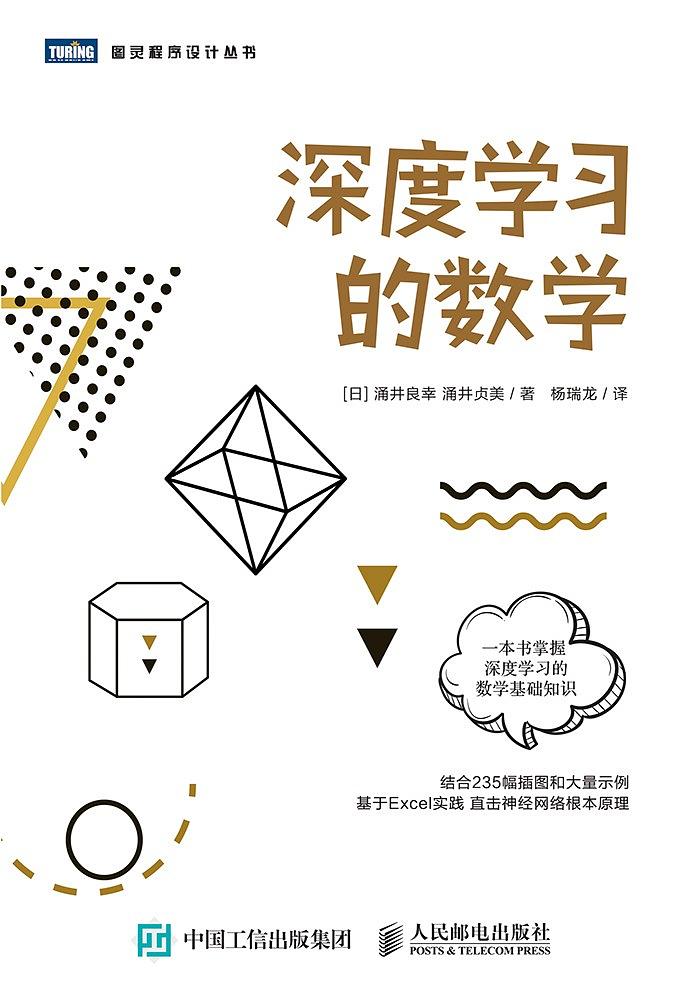 TURING 图灵程序设计丛书
深度学习
的数学
[日] 涌井良幸 涌井贞美 / 著 杨瑞龙 / 译
一本书掌握
深度学习的
数学基础知识
结合235幅插图和大量示例
基于Excel实践 直击神经网络根本原理
中国工信出版集团
人民邮电出版社
POSTS & TELECOM PRESS